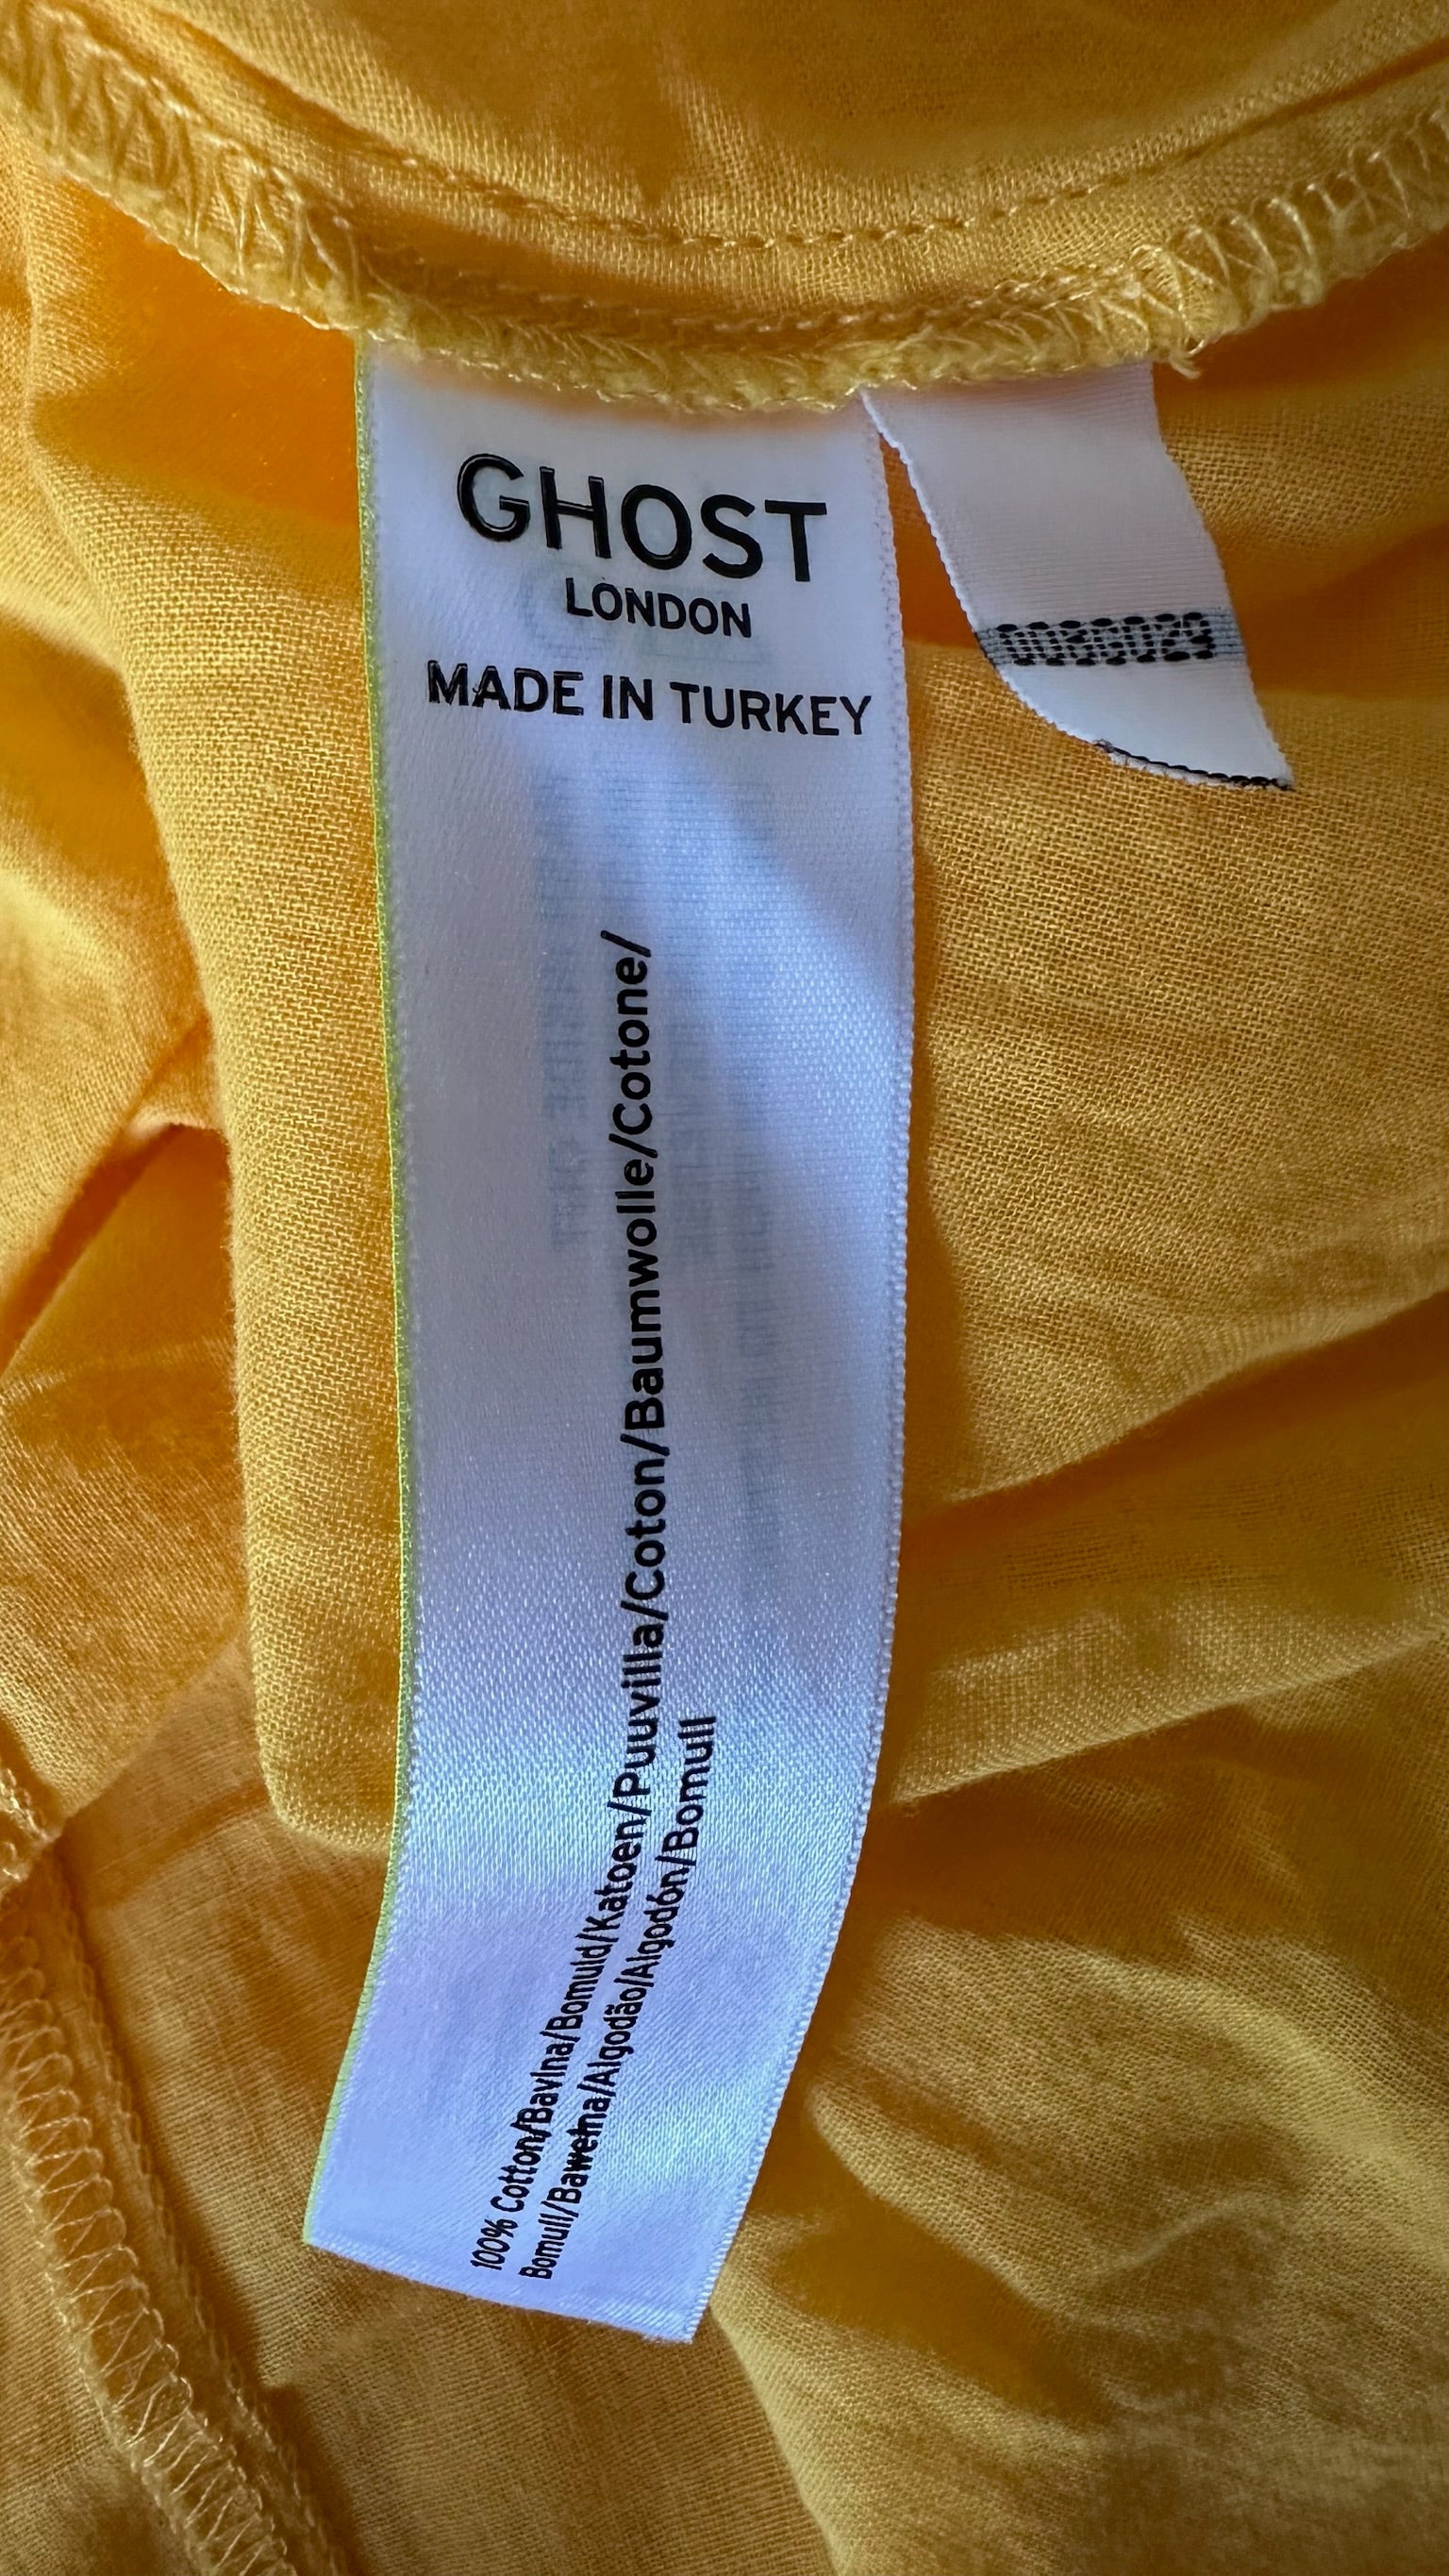 GHOST
LONDON
MADE IN TURKEY
100% Cotton/Bavlna/Bomuld/Katoen/Puuvilla/Coton/Baumwolle/Cotone/
Bomull/Bawełna/Algodão/Algodón/Bomull